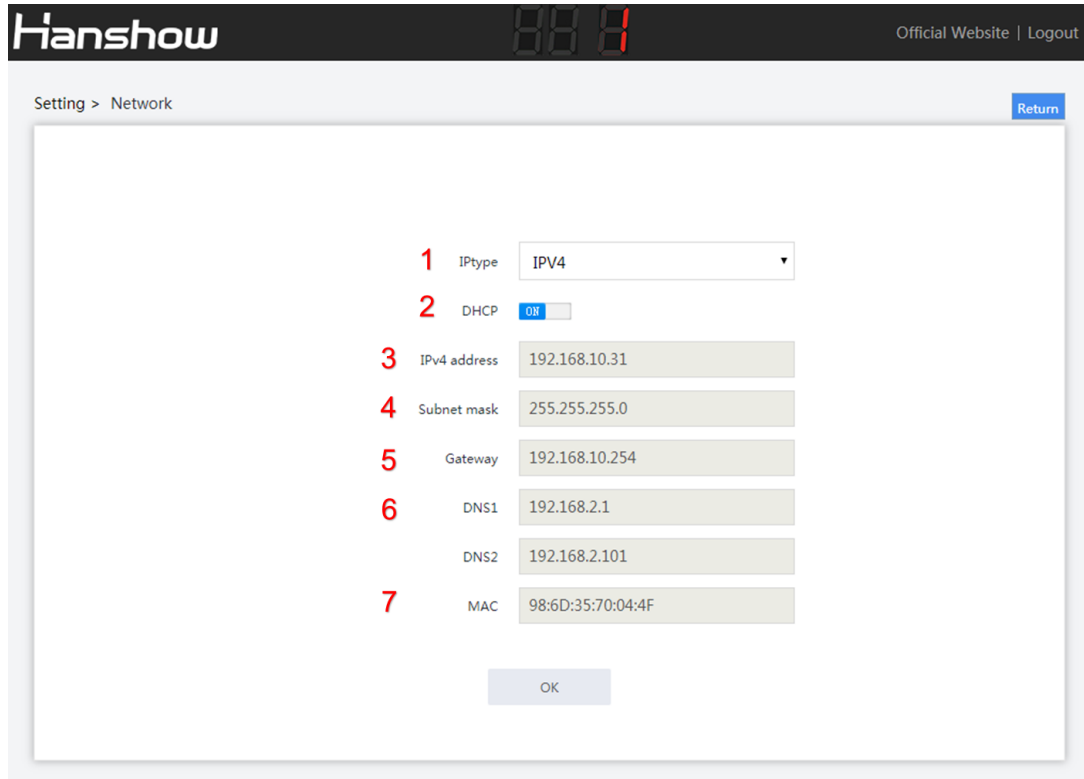 Hanshow
1
Official Website | Logout
Setting > Network
Return
1 IPtype IPV4
2 DHCP ON
3 IPv4 address 192.168.10.31
4 Subnet mask 255.255.255.0
5 Gateway 192.168.10.254
6 DNS1 192.168.2.1
DNS2 192.168.2.101
7 MAC 98:6D:35:70:04:4F
OK